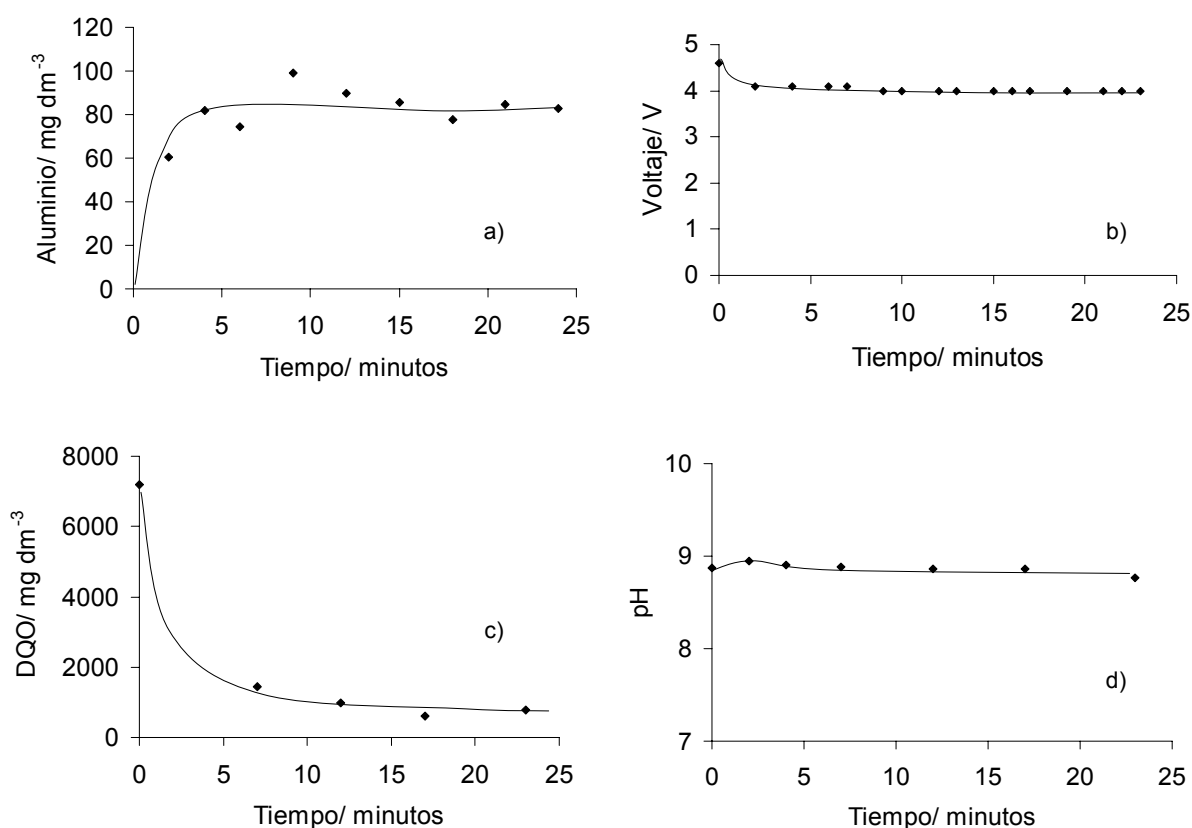 120
100
80
60
40
20
0
Aluminio/ mg dm-3
a)
0 5 10 15 20 25
Tiempo/ minutos
5
4
3
2
1
0
Voltaje/ V
b)
0 5 10 15 20 25
Tiempo/ minutos
8000
6000
4000
2000
0
DQO/ mg dm-3
c)
0 5 10 15 20 25
Tiempo/ minutos
10
9
8
7
pH
d)
0 5 10 15 20 25
Tiempo/ minutos